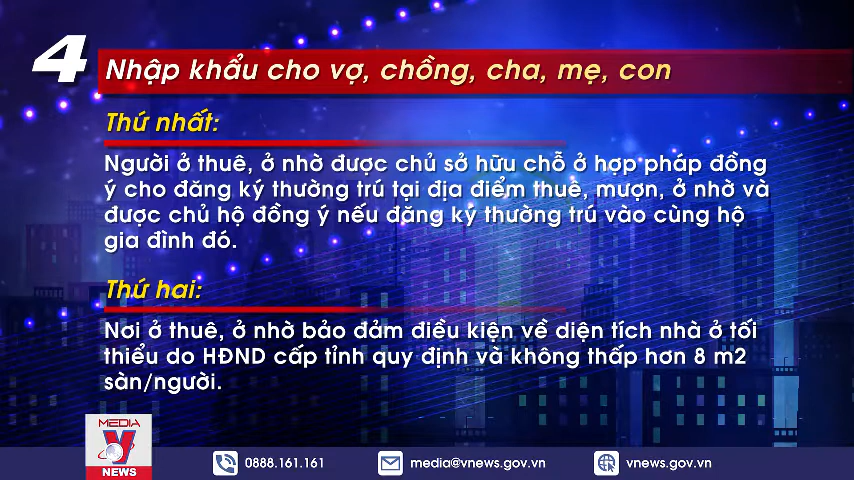 4
Nhập khẩu cho vợ, chồng, cha, mẹ, con
Thứ nhất:
Người ở thuê, ở nhờ được chủ sở hữu chỗ ở hợp pháp đồng
ý cho đăng ký thường trú tại địa điểm thuê, mượn, ở nhờ và
được chủ hộ đồng ý nếu đăng ký thường trú vào cùng hộ
gia đình đó.
Thứ hai:
Nơi ở thuê, ở nhờ bảo đảm điều kiện về diện tích nhà ở tối
thiểu do HĐND cấp tỉnh quy định và không thấp hơn 8 m2
sàn/người.
MEDIA
V
NEWS
0888.161.161
media@vnews.gov.vn
vnews.gov.vn